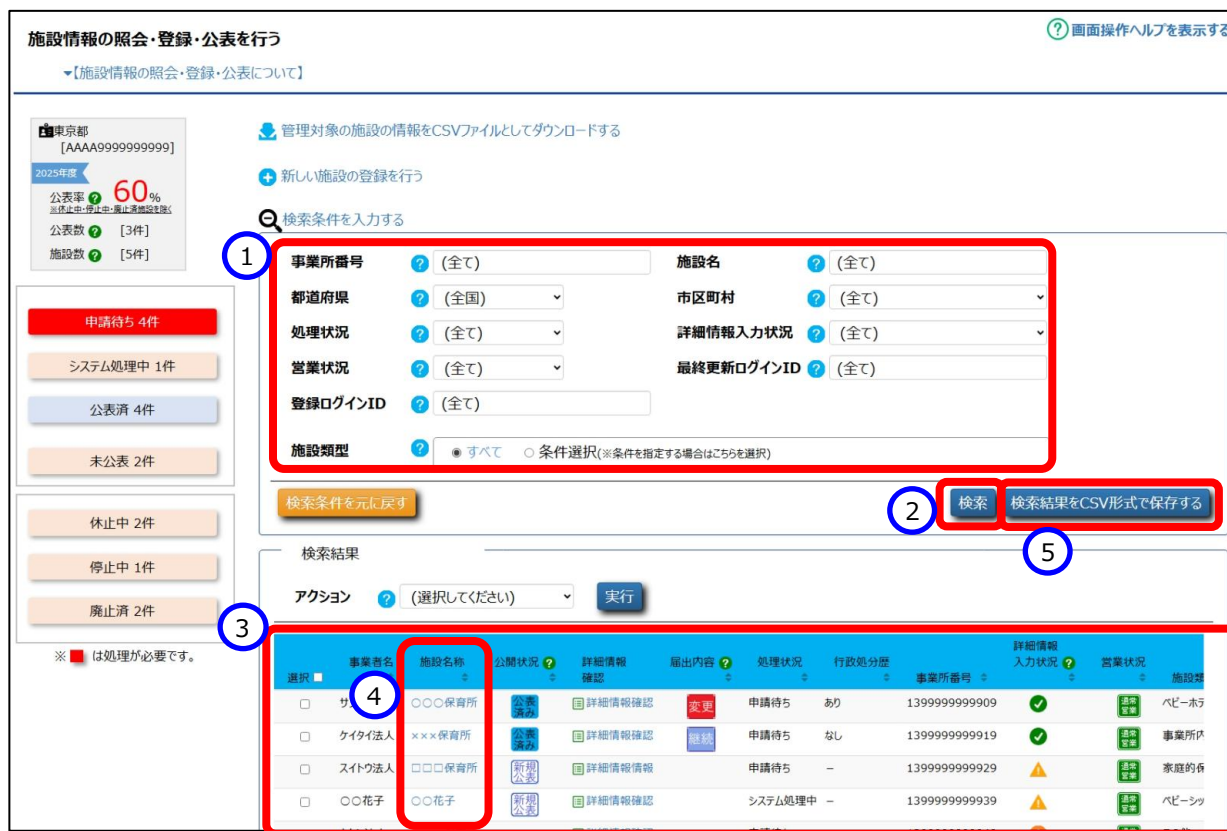 施設情報の照会・登録・公表を行う
?画面操作ヘルプを表示する
▼【施設情報の照会・登録・公表について】
東京都
[AAAA9999999999]
2025年度
公表率 ? 60%
※休止中・停止中・廃止済施設を除く
公表数 ? [3件]
施設数 ? [5件]
管理対象の施設の情報をCSVファイルとしてダウンロードする
新しい施設の登録を行う
検索条件を入力する
1
事業所番号 ? (全て) 施設名 ? (全て)
都道府県 ? (全国) 市区町村 ? (全て)
処理状況 ? (全て) 詳細情報入力状況 ? (全て)
営業状況 ? (全て) 最終更新ログインID ? (全て)
登録ログインID ? (全て)
施設類型 ? すべて 条件選択(※条件を指定する場合はこちらを選択)
検索条件を元に戻す 2 検索 検索結果をCSV形式で保存する
5
申請待ち 4件
システム処理中 1件
公表済 4件
未公表 2件
休止中 2件
停止中 1件
廃止済 2件
※ は処理が必要です。
検索結果
アクション ? (選択してください) 実行
3
4
選択 事業者名 施設名称 公開状況 ? 詳細情報確認 届出内容 ? 処理状況 行政処分歴 事業所番号 詳細情報入力状況 ? 営業状況 施設類
サ ○○○保育所 公表済み 詳細情報確認 変更 申請待ち あり 1399999999909 通常営業 ベビーホテ
ケイタイ法人 ×××保育所 公表済み 詳細情報確認 継続 申請待ち なし 1399999999919 通常営業 事業所内
スイトウ法人 □□□保育所 新規公表 詳細情報情報 申請待ち － 1399999999929 通常営業 家庭的保
○○花子 ○○花子 新規公表 詳細情報確認 システム処理中 － 1399999999939 通常営業 ベビーシッ